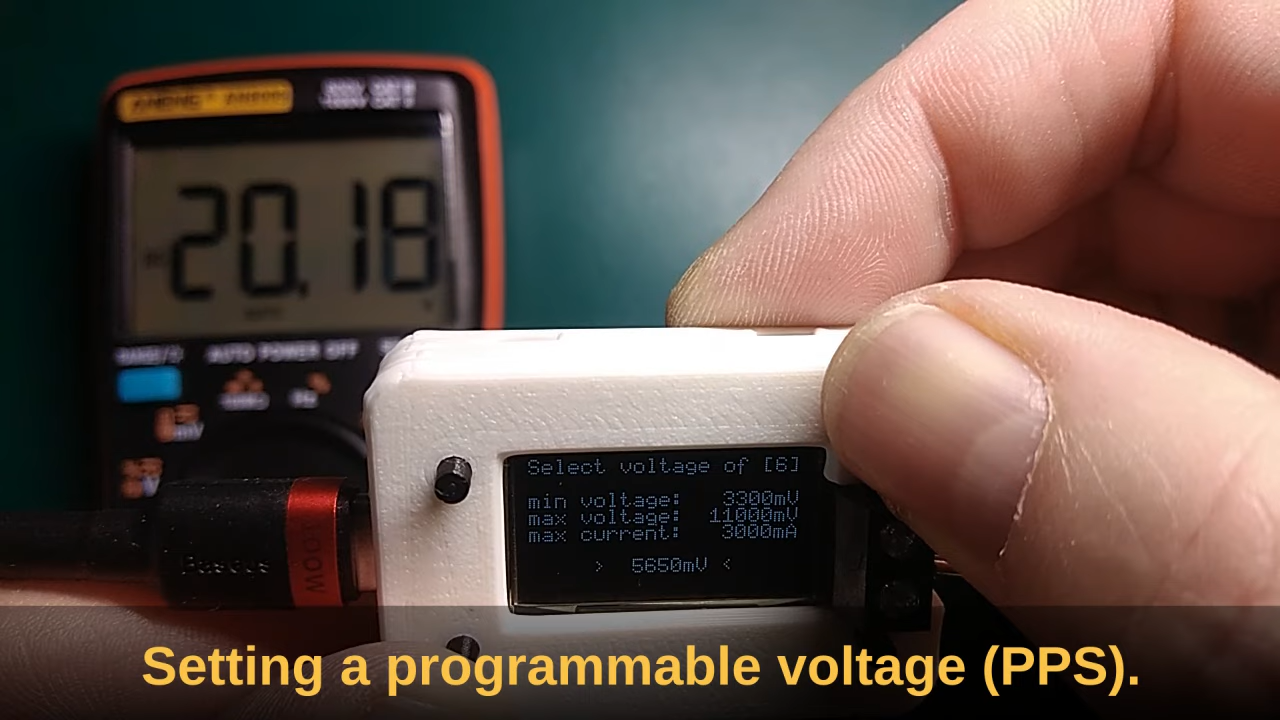 20.18
AUTO POWER OFF
Baseus
100W
Select voltage of [6]
min voltage: 3300mV
max voltage: 11000mV
max current: 3000mA
> 5650mV <
Setting a programmable voltage (PPS).